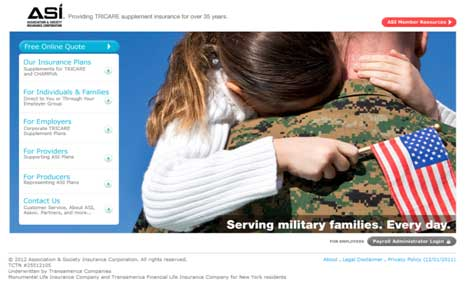 ASI
ASSOCIATION & SOCIETY
INSURANCE CORPORATION
Providing TRICARE supplement insurance for over 35 years.
ASI Member Resources
Free Online Quote
Our Insurance Plans
Supplements for TRICARE
and CHAMPVA
For Individuals & Families
Direct to You or Through Your
Employer Group
For Employers
Corporate TRICARE
Supplement Plans
For Providers
Supporting ASI Plans
For Producers
Representing ASI Plans
Contact Us
Customer Service, About ASI,
Assoc. Partners, and more...
Serving military families. Every day.
FOR EMPLOYEES
Payroll Administrator Login
© 2012 Association & Society Insurance Corporation. All rights reserved.
About . Legal Disclaimer . Privacy Policy (12/01/2011)
TCTN #25512105
Underwritten by Transamerica Companies
Monumental Life Insurance Company and Transamerica Financial Life Insurance Company for New York residents